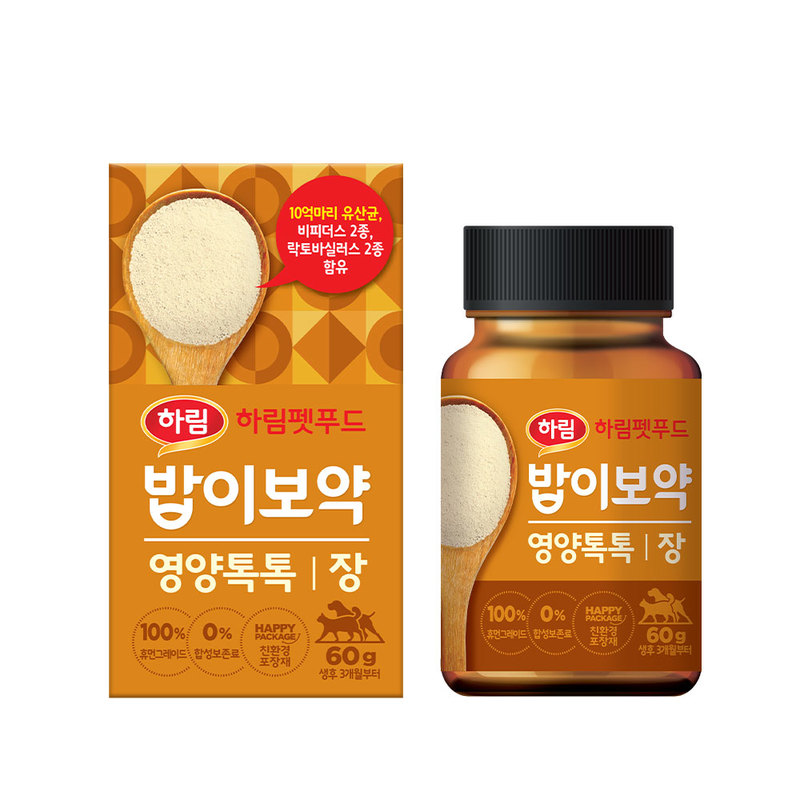 10억마리 유산균,
비피더스 2종,
락토바실러스 2종
함유
하림 하림펫푸드
밥이보약
영양톡톡 | 장
100%
휴먼그레이드
0%
합성보존료
HAPPY
PACKAGE
친환경
포장재
60g
생후 3개월부터
하림 하림펫푸드
밥이보약
영양톡톡 | 장
100%
휴먼그레이드
0%
합성보존료
HAPPY
PACKAGE
친환경
포장재
60g
생후 3개월부터